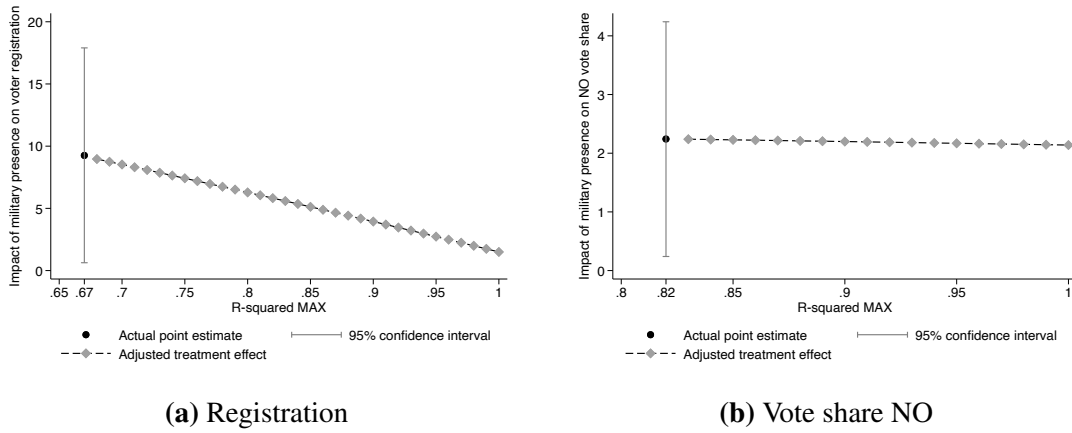 Impact of military presence on voter registration
20
15
10
5
0
.65 .67 .7 .75 .8 .85 .9 .95 1
R-squared MAX
Actual point estimate 95% confidence interval
Adjusted treatment effect
(a) Registration
Impact of military presence on NO vote share
4
3
2
1
0
.8 .82 .85 .9 .95 1
R-squared MAX
Actual point estimate 95% confidence interval
Adjusted treatment effect
(b) Vote share NO